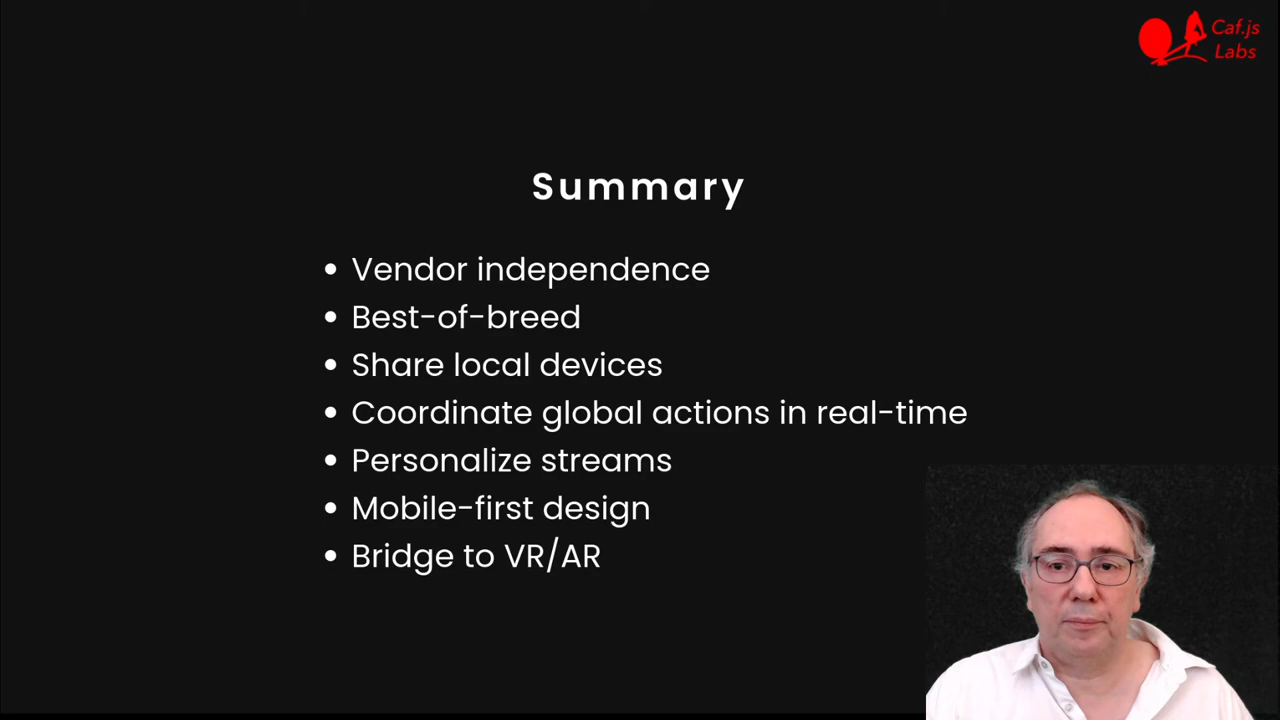 Caf.js
Labs
Summary
• Vendor independence
• Best-of-breed
• Share local devices
• Coordinate global actions in real-time
• Personalize streams
• Mobile-first design
• Bridge to VR/AR